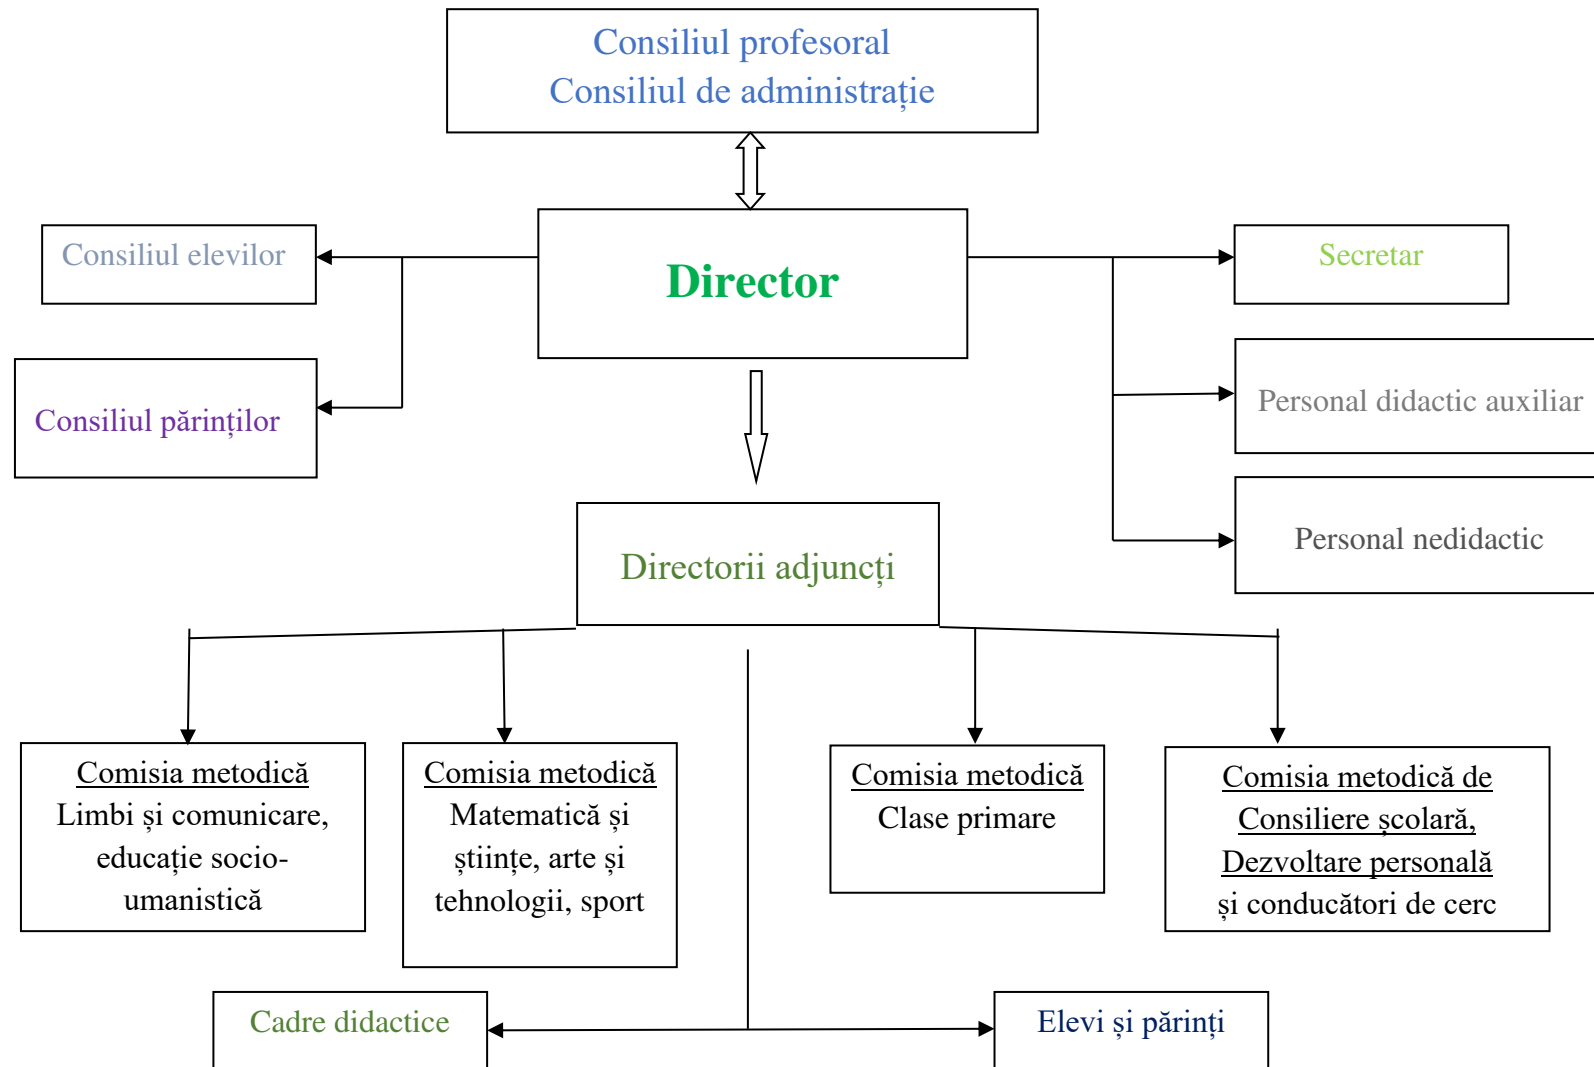 Consiliul profesoral
Consiliul de administrație
Consiliul elevilor
Director
Secretar
Consiliul părinților
Personal didactic auxiliar
Personal nedidactic
Directorii adjuncți
Comisia metodică
Limbi și comunicare,
educație socio-
umanistică
Comisia metodică
Matematică și
științe, arte și
tehnologii, sport
Comisia metodică
Clase primare
Comisia metodică de
Consiliere școlară,
Dezvoltare personală
și conducători de cerc
Cadre didactice
Elevi și părinți